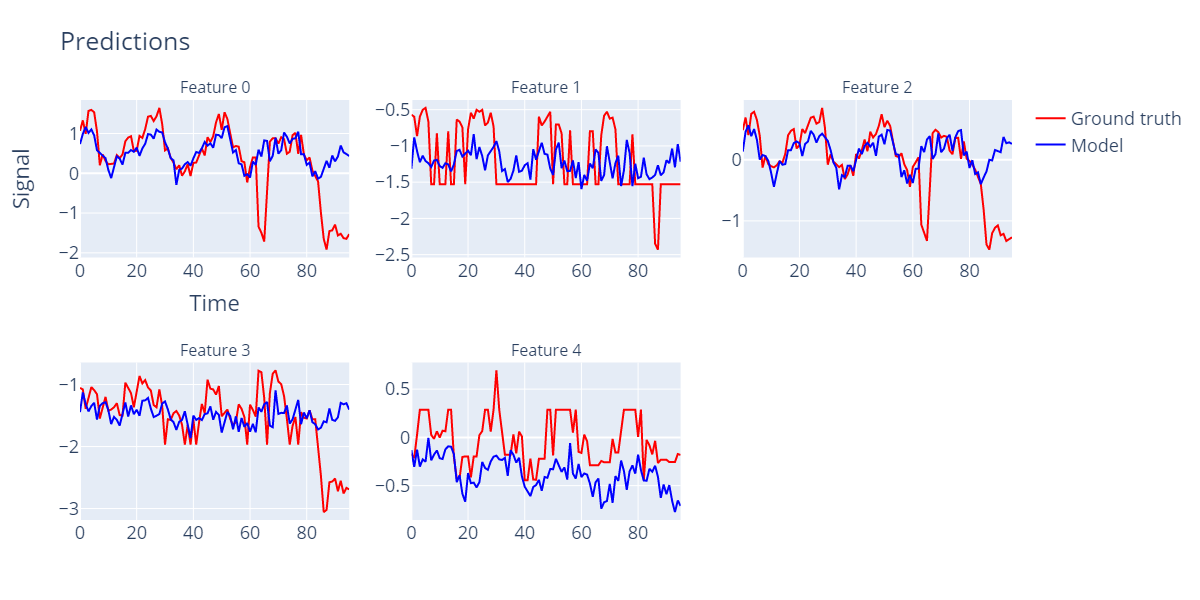 Predictions
Feature 0
Feature 1
Feature 2
Ground truth
Model
Signal
1
0
−1
−2
0 20 40 60 80
−0.5
−1
−1.5
−2
−2.5
0 20 40 60 80
0
−1
0 20 40 60 80
Time
Feature 3
Feature 4
−1
−2
−3
0 20 40 60 80
0.5
0
−0.5
0 20 40 60 80